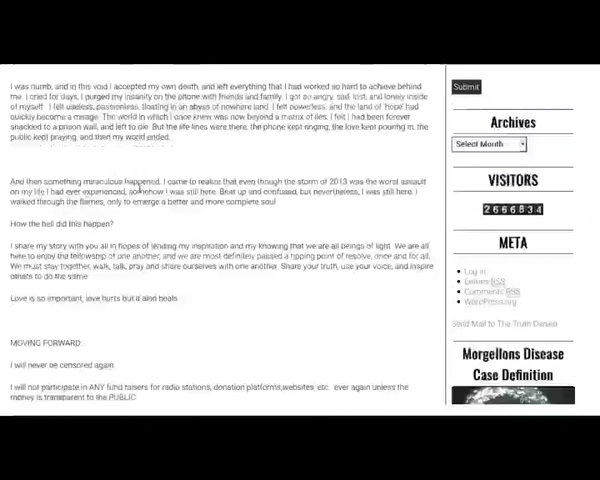 I was numb, and in this void I accepted my own death, and left everything that I had worked so hard to achieve behind
me. I cried for days, I purged my insanity on the phone with friends and family. I got so angry, sad, lost, and lonely inside
of myself. I felt useless, passionless, floating in an abyss of nowhere land. I felt powerless, and the land of 'hope' had
quickly become a mirage. The world in which I once knew was now beyond a matrix of lies. I felt I had been forever
shackled to a prison wall, and left to die. But the life lines were there, the phone kept ringing, the love kept pouring in, the
public kept praying, and then my world ended.
And then something miraculous happened. I came to realize that even though the storm of 2013 was the worst assault
on my life I had ever experienced, somehow I was still here. Beat up and confused, but nevertheless, I was still here. I
walked through the flames, only to emerge a better and more complete soul.
How the hell did this happen?
I share my story with you all in hopes of lending my inspiration and my knowing that we are all beings of light. We are all
here to enjoy the fellowship of one another, and we are most definitely passed a tipping point of resolve, once and for all.
We must stay together, walk, talk, pray and share ourselves with one another. Share your truth, use your voice, and inspire
others to do the same.
Love is so important, love hurts but it also heals.
MOVING FORWARD:
I will never be censored again.
I will not participate in ANY fund raisers for radio stations, donation platforms,websites, etc. ever again unless the
money is transparent to the PUBLIC.
Submit
Archives
Select Month
VISITORS
2666834
META
Log in
Entries RSS
Comments RSS
WordPress.org
Send Mail to The Truth Denied
Morgellons Disease
Case Definition